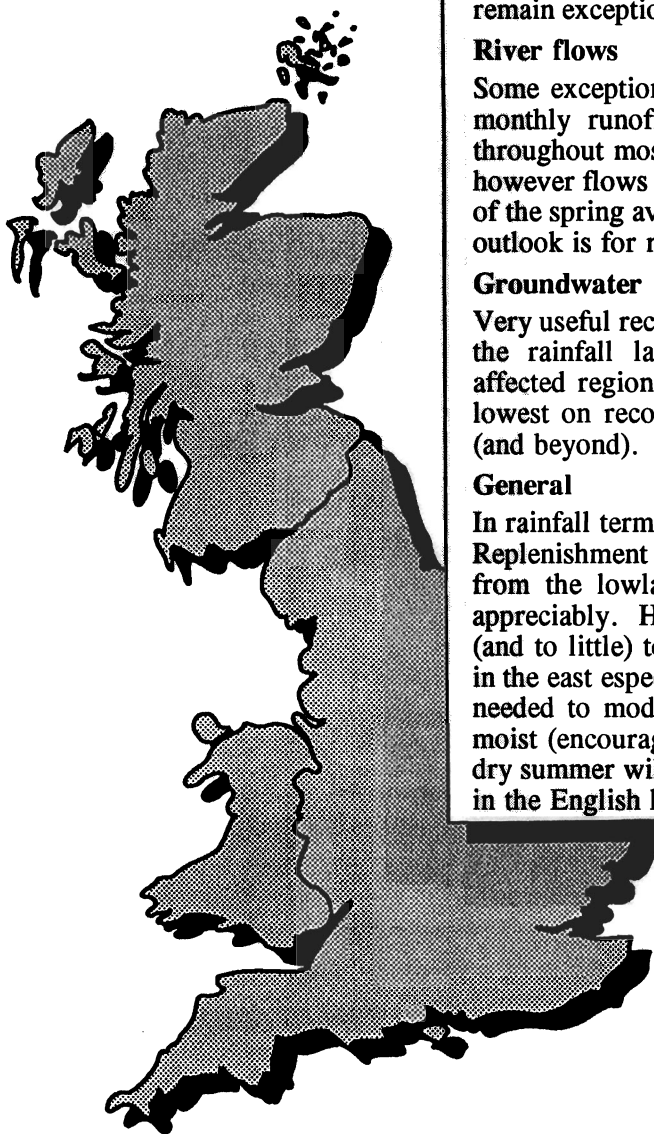 remain exceptio
River flows
Some exception
monthly runof
throughout mos
however flows
of the spring av
outlook is for r
Groundwater
Very useful rec
the rainfall la
affected region
lowest on reco
(and beyond).
General
In rainfall term
Replenishment
from the lowla
appreciably. H
(and to little) to
in the east espec
needed to mod
moist (encourag
dry summer wil
in the English l